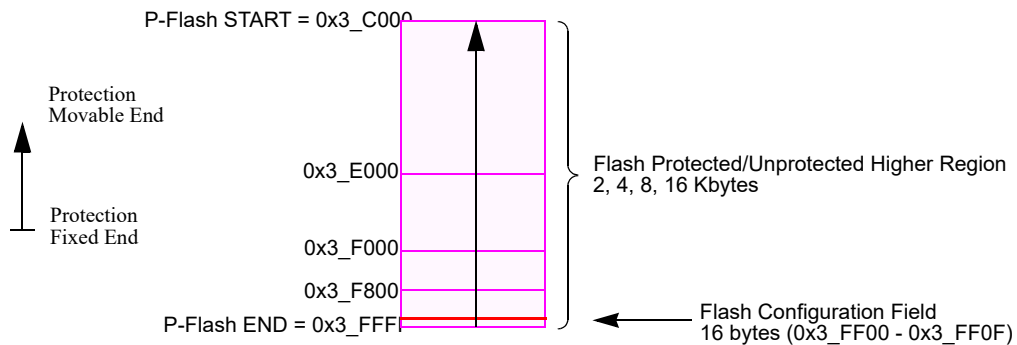 P-Flash START = 0x3_C000
Protection
Movable End
0x3_E000
Flash Protected/Unprotected Higher Region
2, 4, 8, 16 Kbytes
Protection
Fixed End
0x3_F000
0x3_F800
P-Flash END = 0x3_FFF
Flash Configuration Field
16 bytes (0x3_FF00 - 0x3_FF0F)